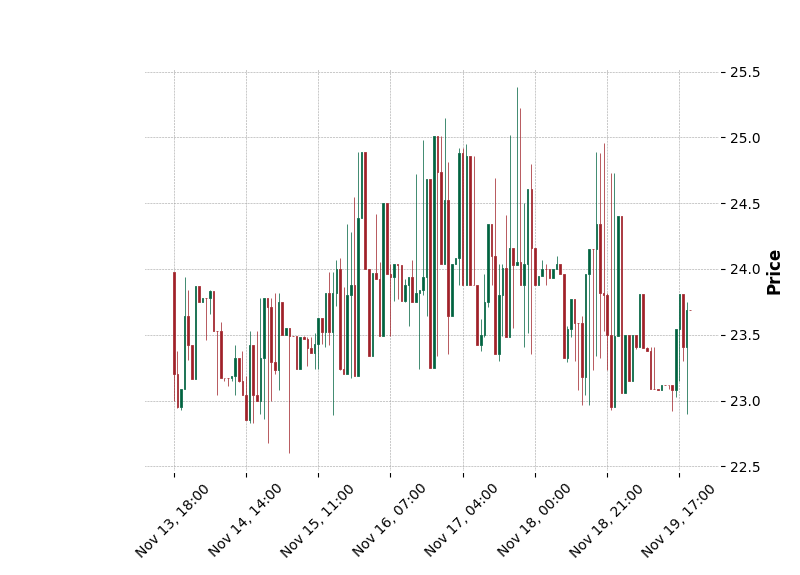 25.5
25.0
24.5
24.0
23.5
23.0
22.5
Price
Nov 13, 18:00
Nov 14, 14:00
Nov 15, 11:00
Nov 16, 07:00
Nov 17, 04:00
Nov 18, 00:00
Nov 18, 21:00
Nov 19, 17:00